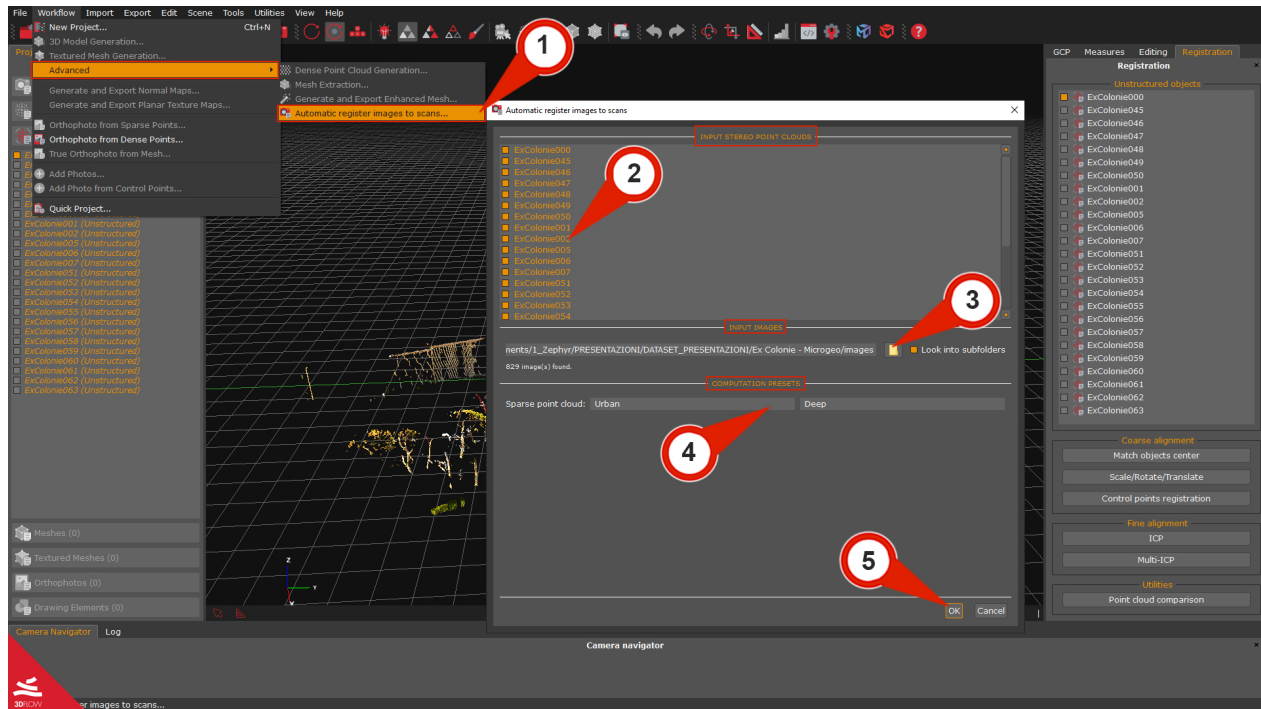 File Workflow Import Export Edit Scene Tools Utilities View Help
New Project... Ctrl+N
3D Model Generation...
Textured Mesh Generation...
Advanced
Generate and Export Normal Maps...
Generate and Export Planar Texture Maps...
Orthophoto from Sparse Points...
Orthophoto from Dense Points...
True Orthophoto from Mesh...
Add Photos...
Add Photo from Control Points...
Quick Project...
Dense Point Cloud Generation...
Mesh Extraction...
Generate and Export Enhanced Mesh...
Automatic register images to scans...
1
ExColonie001 (Unstructured)
ExColonie002 (Unstructured)
ExColonie005 (Unstructured)
ExColonie006 (Unstructured)
ExColonie007 (Unstructured)
ExColonie051 (Unstructured)
ExColonie052 (Unstructured)
ExColonie053 (Unstructured)
ExColonie054 (Unstructured)
ExColonie055 (Unstructured)
ExColonie056 (Unstructured)
ExColonie057 (Unstructured)
ExColonie058 (Unstructured)
ExColonie059 (Unstructured)
ExColonie060 (Unstructured)
ExColonie061 (Unstructured)
ExColonie062 (Unstructured)
ExColonie063 (Unstructured)
Meshes (0)
Textured Meshes (0)
Orthophotos (0)
Drawing Elements (0)
Z
Y
Automatic register images to scans
INPUT STEREO POINT CLOUDS
ExColonie000
ExColonie045
ExColonie046
ExColonie047
ExColonie048
ExColonie049
ExColonie050
ExColonie001
ExColonie002
ExColonie005
ExColonie006
ExColonie007
ExColonie051
ExColonie052
ExColonie053
ExColonie054
2
3
INPUT IMAGES
nents/1_Zephyr/PRESENTAZIONI/DATASET_PRESENTAZIONI/Ex Colonie - Microgeo/images
Look into subfolders
829 image(s) found.
COMPUTATION PRESETS
Sparse point cloud: Urban Deep
4
5
OK Cancel
GCP Measures Editing Registration
Registration
Unstructured objects
ExColonie000
ExColonie045
ExColonie046
ExColonie047
ExColonie048
ExColonie049
ExColonie050
ExColonie001
ExColonie002
ExColonie005
ExColonie006
ExColonie007
ExColonie051
ExColonie052
ExColonie053
ExColonie054
ExColonie055
ExColonie056
ExColonie057
ExColonie058
ExColonie059
ExColonie060
ExColonie061
ExColonie062
ExColonie063
Coarse alignment
Match objects center
Scale/Rotate/Translate
Control points registration
Fine alignment
ICP
Multi-ICP
Utilities
Point cloud comparison
Camera Navigator Log
Camera navigator
3DFLOW
images to scans...